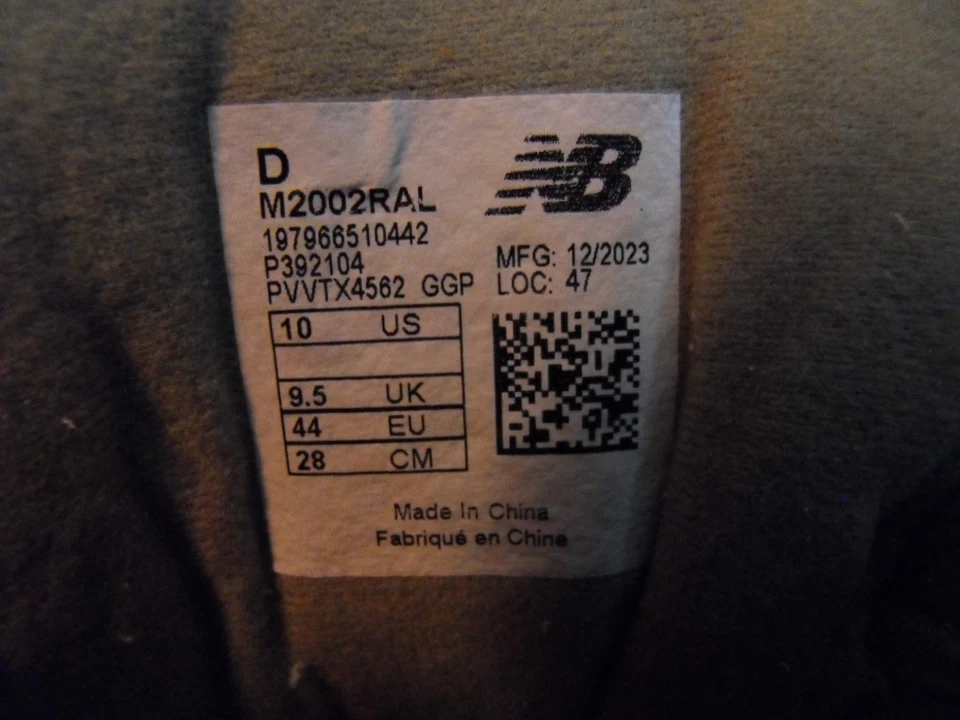 D
NB
M2002RAL
197966510442
P392104
PVVTX4562 GGP
MFG: 12/2023
LOC: 47
10 US
9.5 UK
44 EU
28 CM
Made In China
Fabriqué en Chine